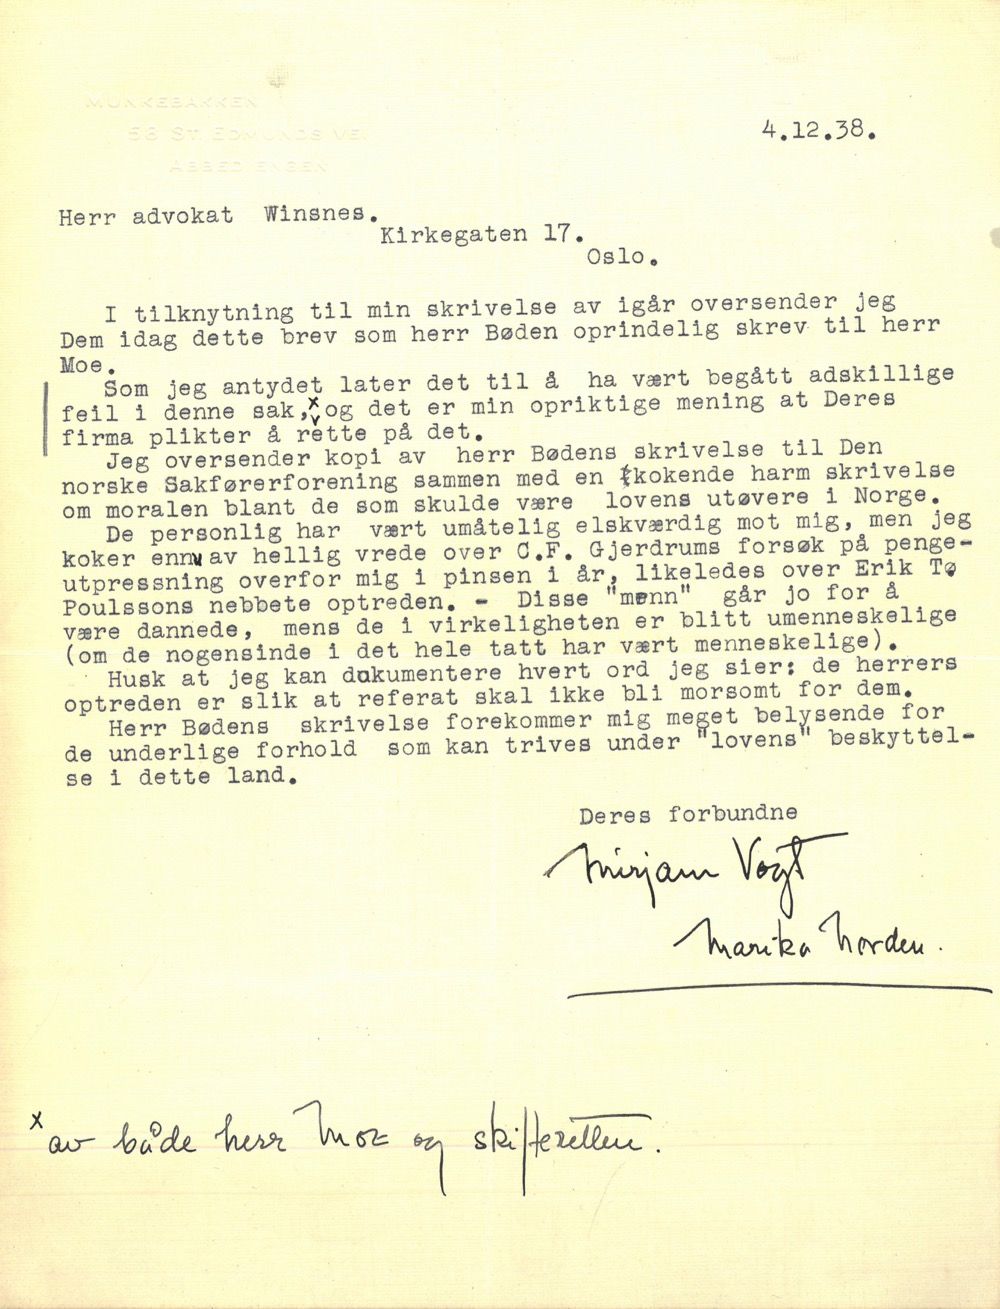 MUNKEBAKKEN
58 ST. EDMUNDS VEI
ABBEDIENGEN
4.12.38.
Herr advokat Winsnes.
Kirkegaten 17.
Oslo.
I tilknytning til min skrivelse av igår oversender jeg
Dem idag dette brev som herr Bøden oprindelig skrev til herr
Moe.
Som jeg antydet later det til å ha vært begått adskillige
feil i denne sak,x og det er min opriktige mening at Deres
firma plikter å rette på det.
Jeg oversender kopi av herr Bødens skrivelse til Den
norske Sakførerforening sammen med en kokende harm skrivelse
om moralen blant de som skulde være lovens utøvere i Norge.
De personlig har vært umåtelig elskværdig mot mig, men jeg
koker ennu av hellig vrede over C.F. Gjerdrums forsøk på penge-
utpressning overfor mig i pinsen i år, likeledes over Erik Tø
Poulssons nebbete optreden. - Disse "menn" går jo for å
være dannede, mens de i virkeligheten er blitt umenneskelige
(om de nogensinde i det hele tatt har vært menneskelige).
Husk at jeg kan dokumentere hvert ord jeg sier: de herrers
optreden er slik at referat skal ikke bli morsomt for dem.
Herr Bødens skrivelse forekommer mig meget belysende for
de underlige forhold som kan trives under "lovens" beskyttel-
se i dette land.
Deres forbundne
Mirjam Vogt
Marika Norden.
x av både herr Moe og skifteretten.